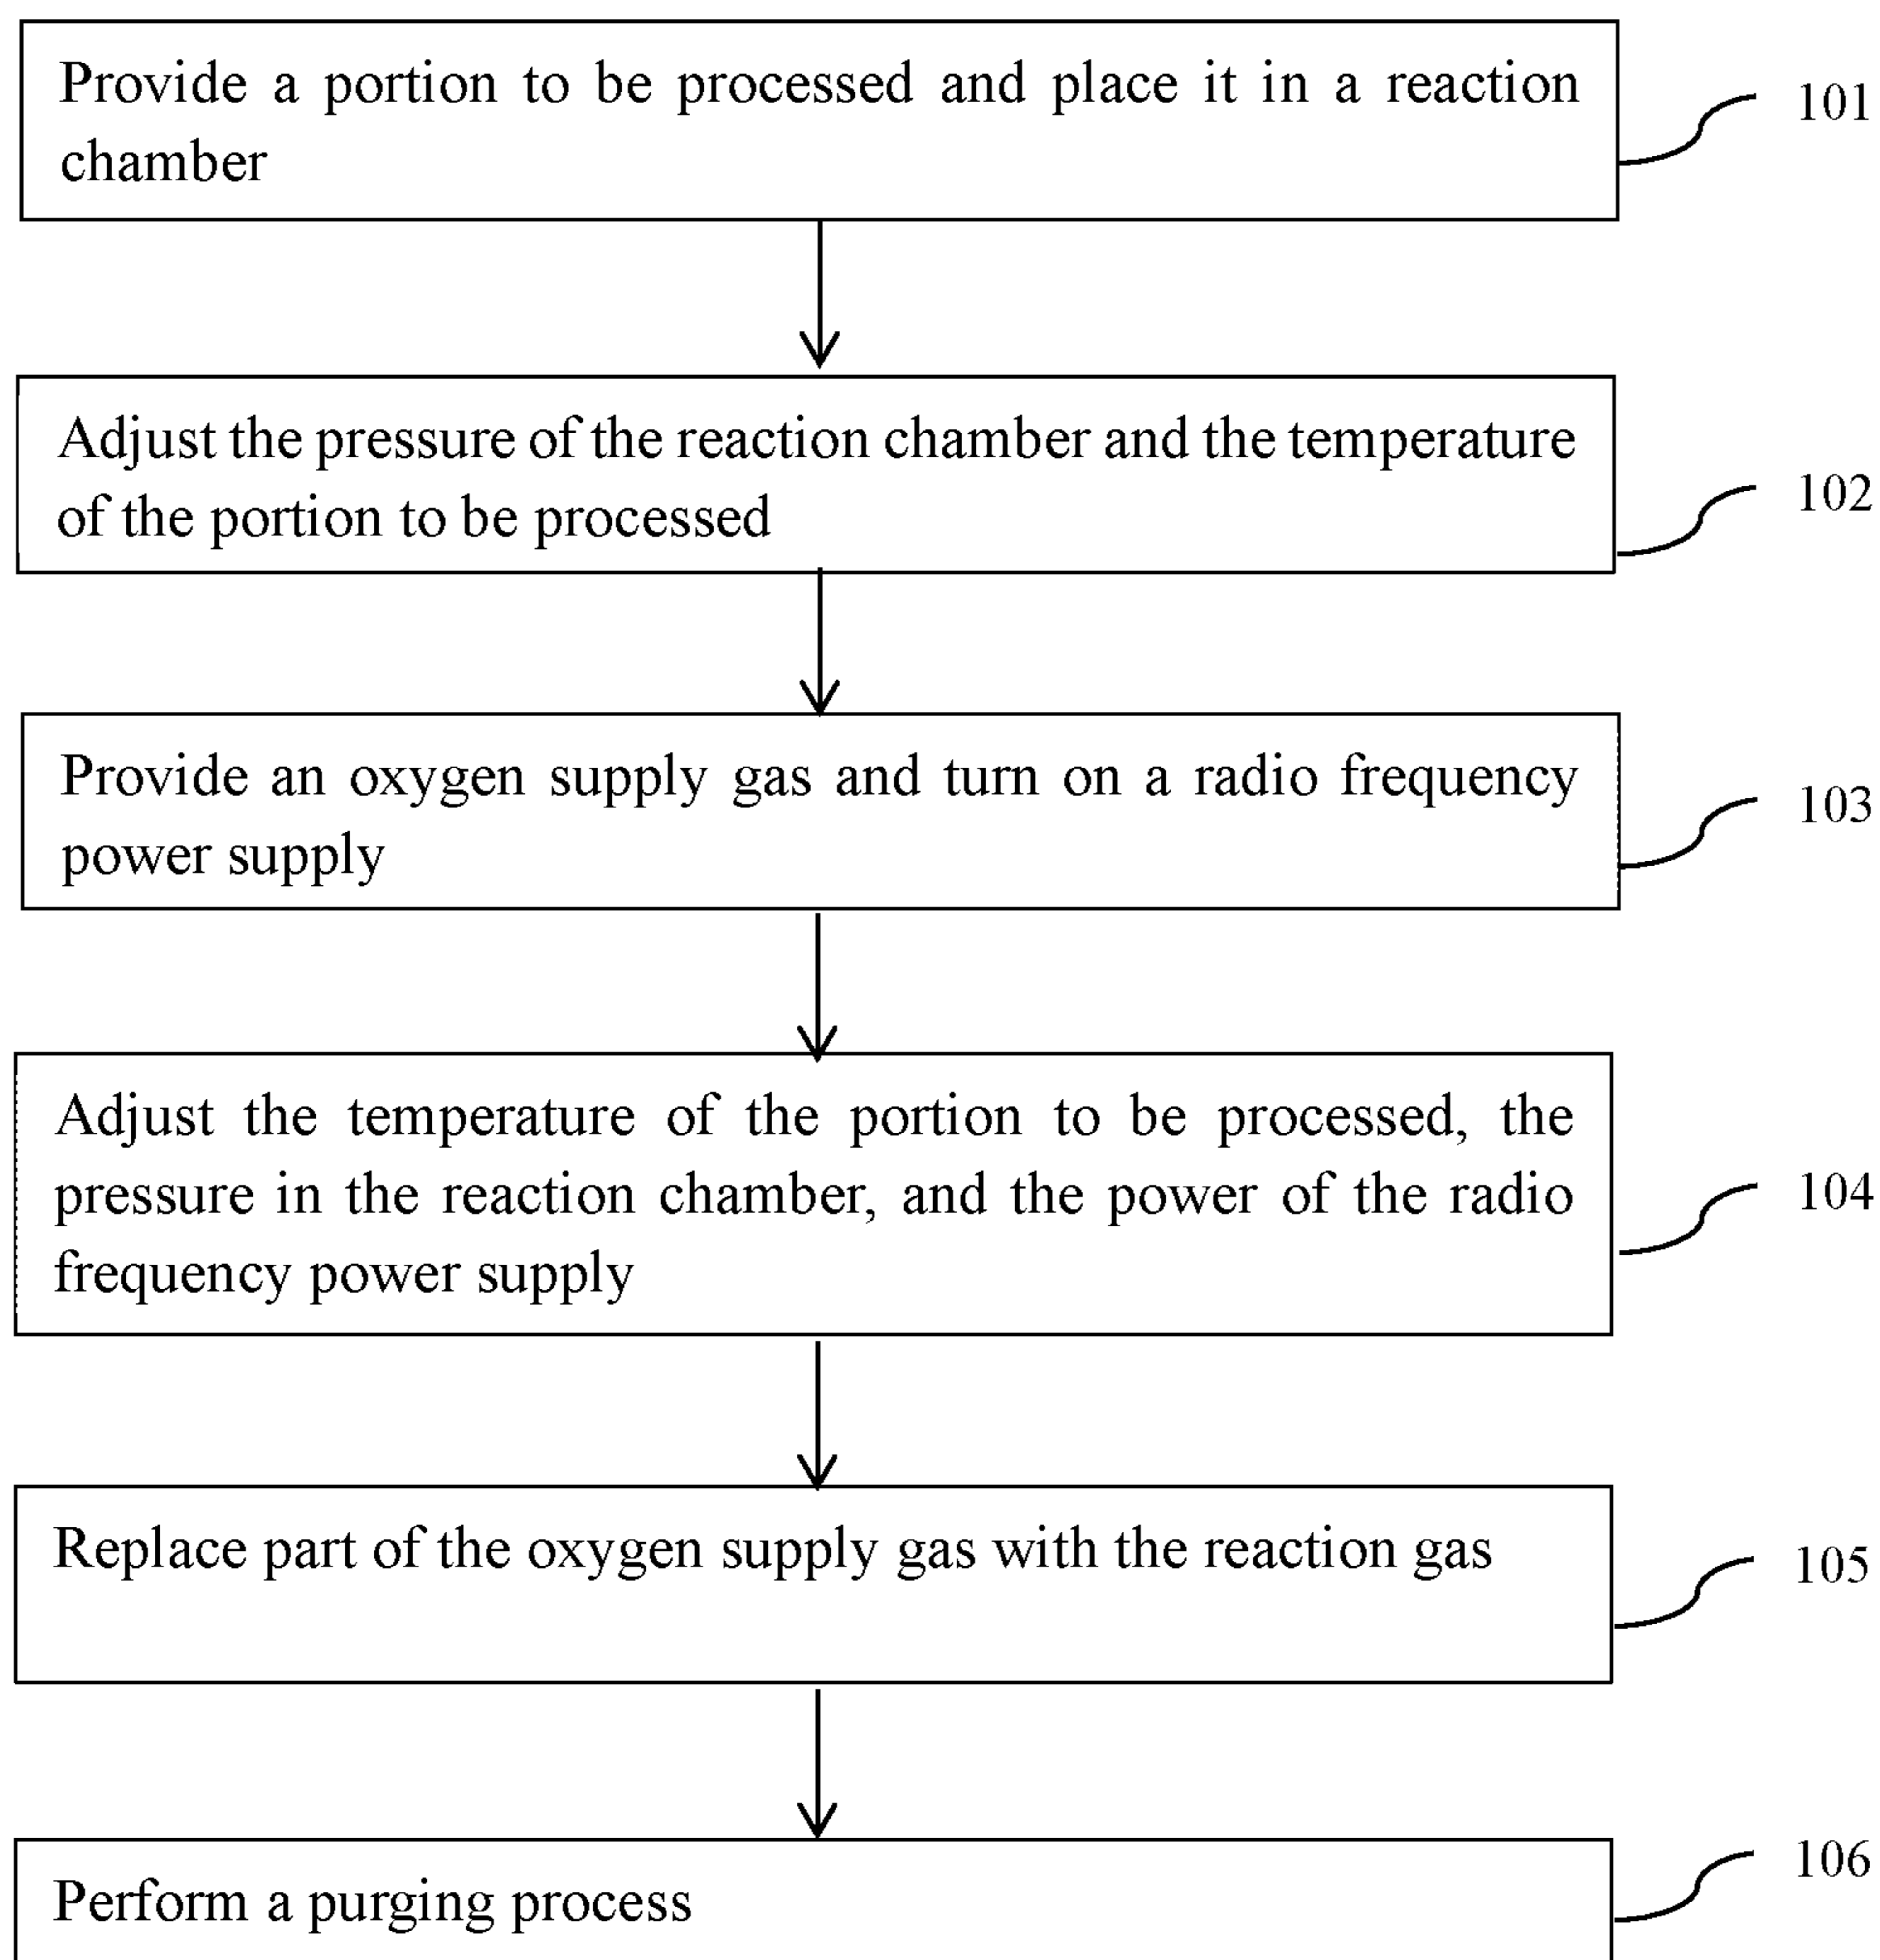 Provide a portion to be processed and place it in a reaction
chamber
101
Adjust the pressure of the reaction chamber and the temperature
of the portion to be processed
102
Provide an oxygen supply gas and turn on a radio frequency
power supply
103
Adjust the temperature of the portion to be processed, the
pressure in the reaction chamber, and the power of the radio
frequency power supply
104
Replace part of the oxygen supply gas with the reaction gas
105
Perform a purging process
106